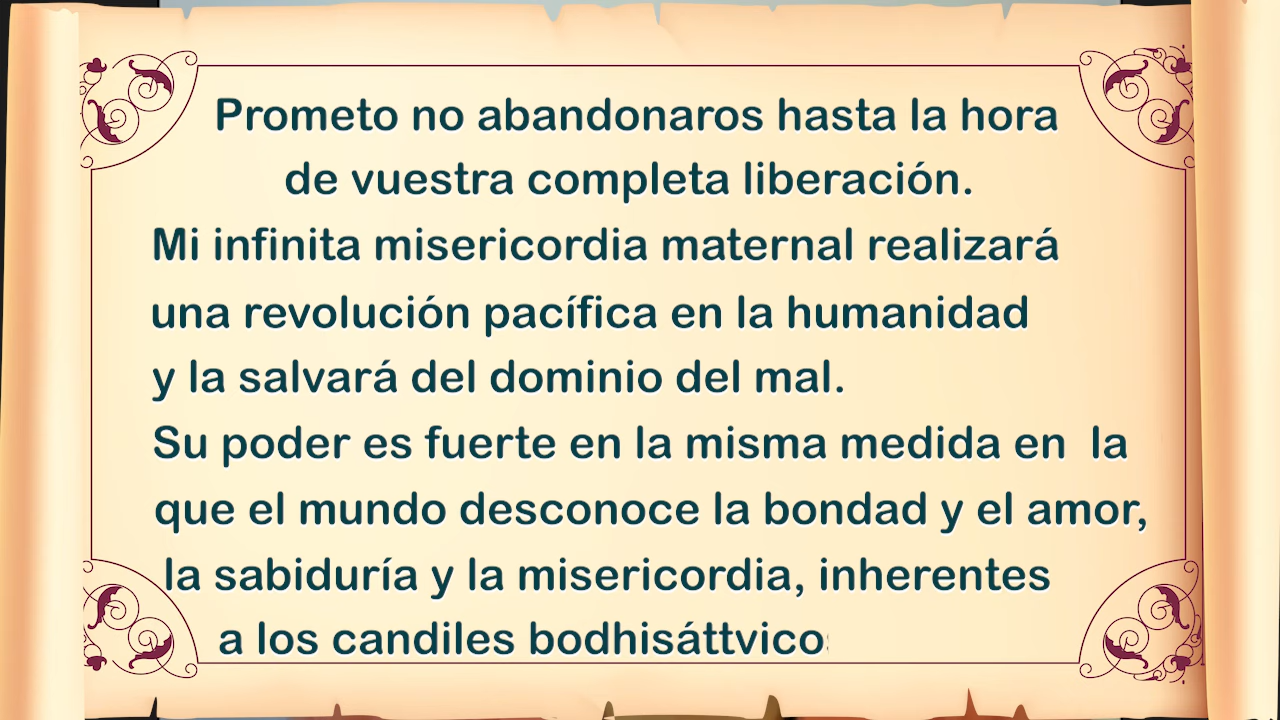 Prometo no abandonaros hasta la hora
de vuestra completa liberación.
Mi infinita misericordia maternal realizará
una revolución pacífica en la humanidad
y la salvará del dominio del mal.
Su poder es fuerte en la misma medida en la
que el mundo desconoce la bondad y el amor,
la sabiduría y la misericordia, inherentes
a los candiles bodhisáttvico